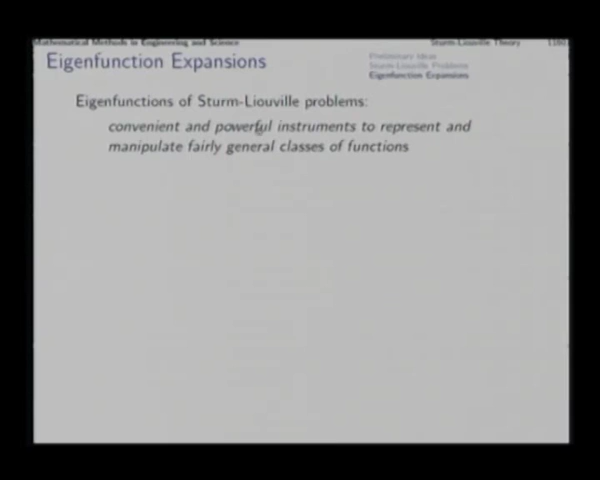 Mathematical Methods in Engineering and Science
Sturm-Liouville Theory
Eigenfunction Expansions
Preliminary Ideas
Sturm-Liouville Problems
Eigenfunction Expansions
Eigenfunctions of Sturm-Liouville problems:
convenient and powerful instruments to represent and
manipulate fairly general classes of functions